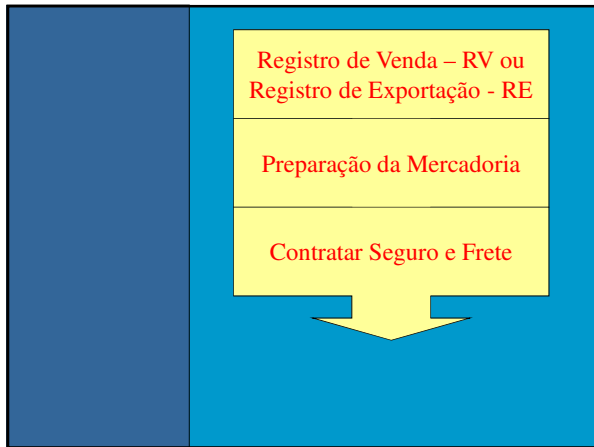 Registro de Venda – RV ou
Registro de Exportação - RE
Preparação da Mercadoria
Contratar Seguro e Frete